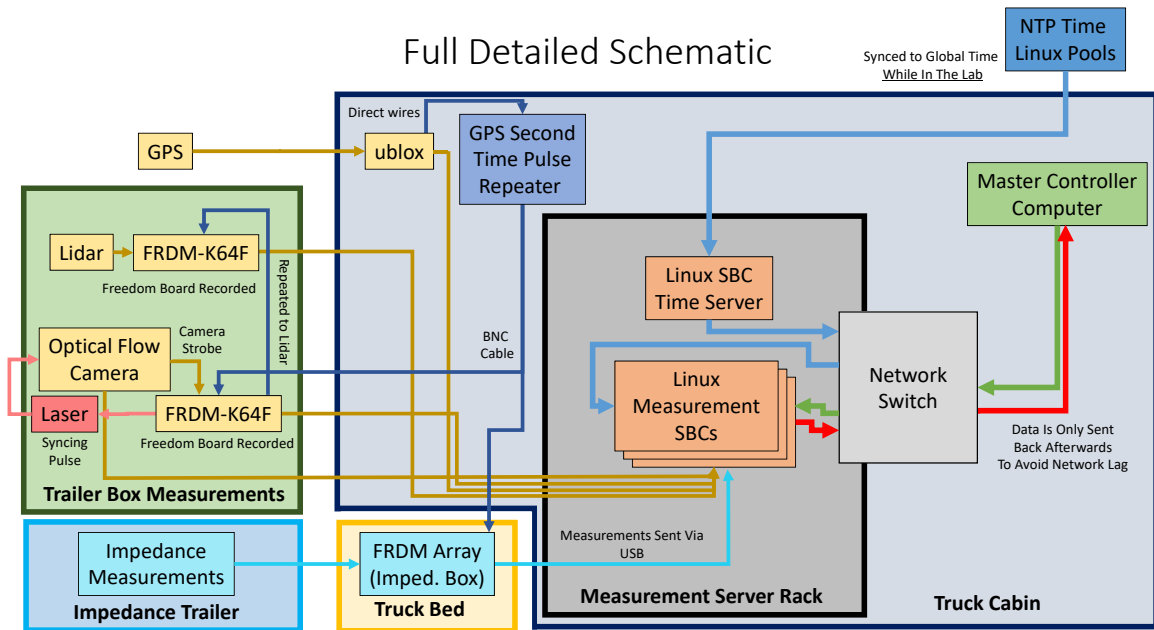 Full Detailed Schematic
NTP Time
Linux Pools
Synced to Global Time
While In The Lab
Direct wires
GPS
ublox
GPS Second
Time Pulse
Repeater
Master Controller
Computer
Lidar
FRDM-K64F
Freedom Board Recorded
Repeated to Lidar
Linux SBC
Time Server
Optical Flow
Camera
Camera
Strobe
BNC
Cable
Linux
Measurement
SBCs
Network
Switch
Laser
FRDM-K64F
Syncing
Pulse
Freedom Board Recorded
Data Is Only Sent
Back Afterwards
To Avoid Network Lag
Trailer Box Measurements
Impedance
Measurements
FRDM Array
(Imped. Box)
Measurements Sent Via
USB
Impedance Trailer
Truck Bed
Measurement Server Rack
Truck Cabin